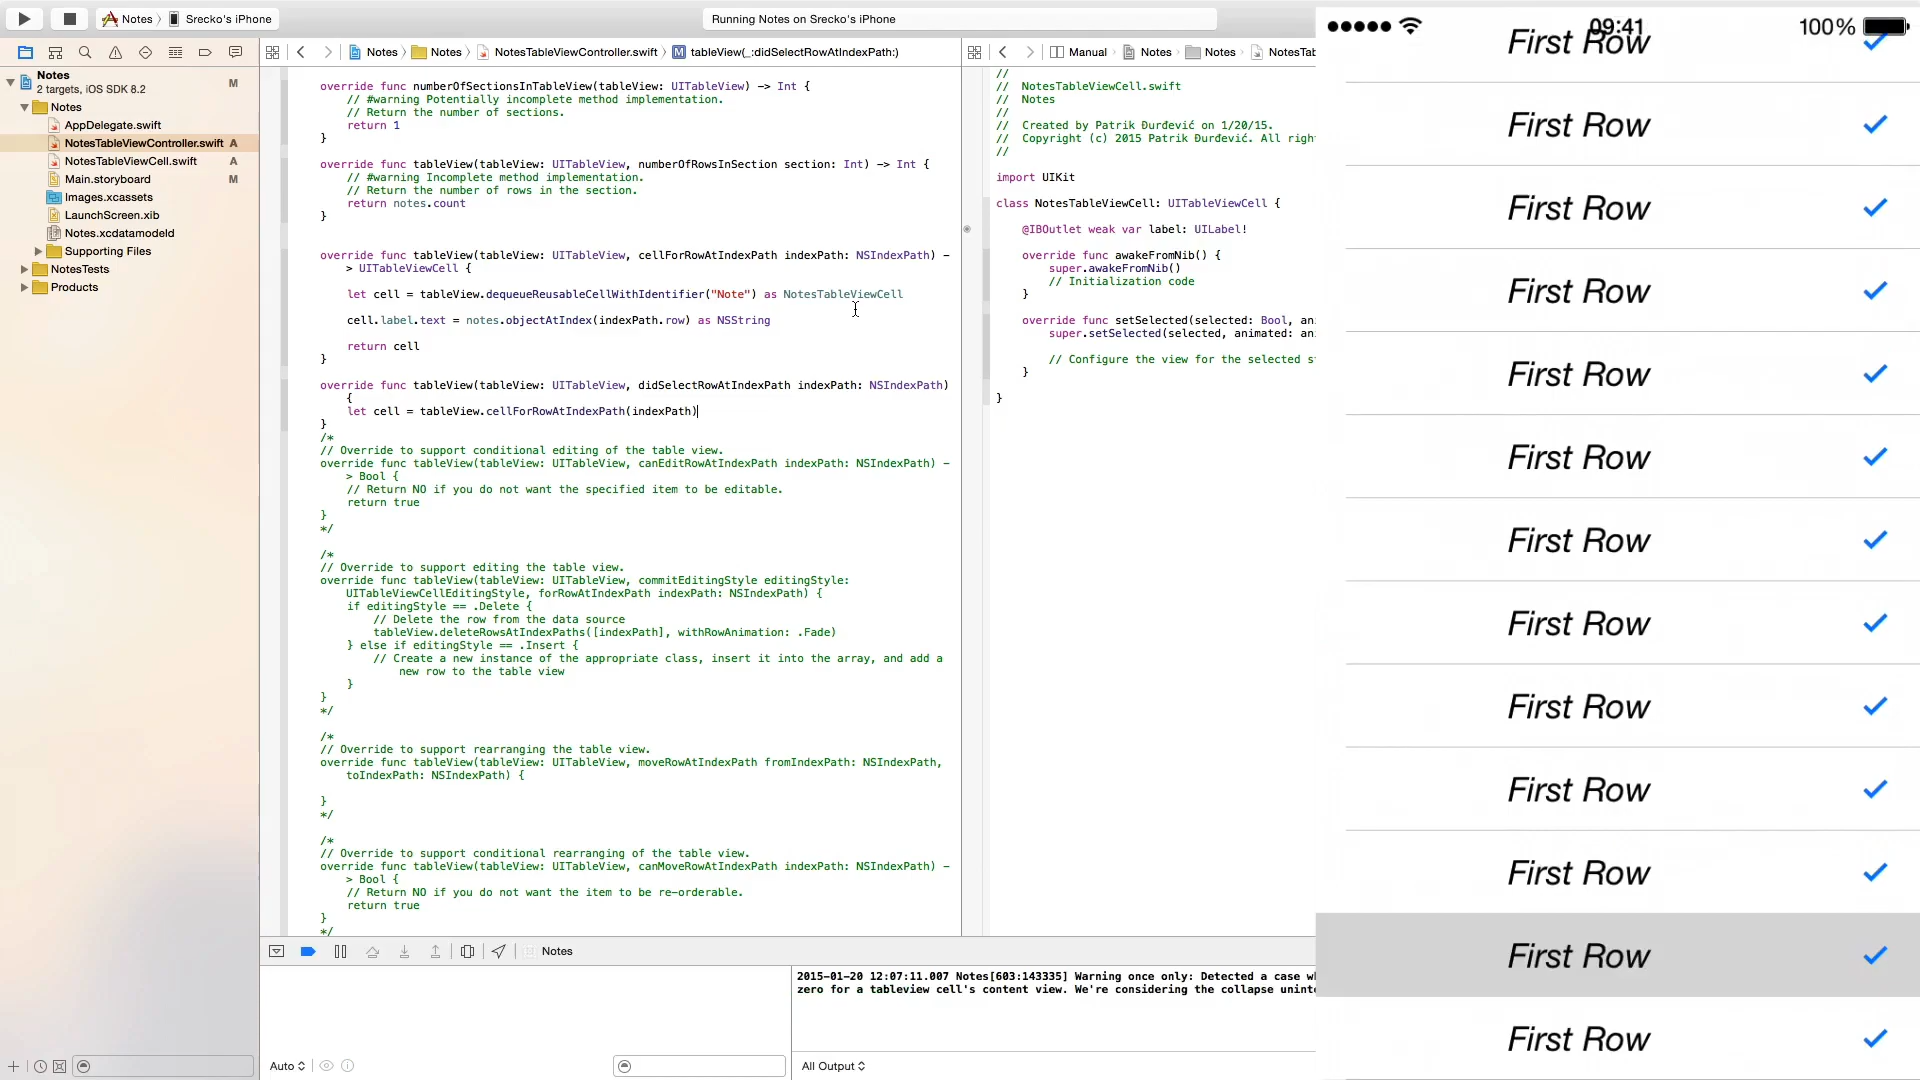 Notes
Srecko's iPhone
Running Notes on Srecko's iPhone
Notes
Notes
NotesTableViewController.swift
M
tableView(_:didSelectRowAtIndexPath:)
Manual
Notes
Notes
NotesTab
Notes
2 targets, iOS SDK 8.2
M
Notes
AppDelegate.swift
NotesTableViewController.swift A
NotesTableViewCell.swift A
Main.storyboard M
Images.xcassets
LaunchScreen.xib
Notes.xcdatamodeld
Supporting Files
NotesTests
Products
override func numberOfSectionsInTableView(tableView: UITableView) -> Int {
// #warning Potentially incomplete method implementation.
// Return the number of sections.
return 1
}
override func tableView(tableView: UITableView, numberOfRowsInSection section: Int) -> Int {
// #warning Incomplete method implementation.
// Return the number of rows in the section.
return notes.count
}
override func tableView(tableView: UITableView, cellForRowAtIndexPath indexPath: NSIndexPath) -
> UITableViewCell {
let cell = tableView.dequeueReusableCellWithIdentifier("Note") as NotesTableViewCell
cell.label.text = notes.objectAtIndex(indexPath.row) as NSString
return cell
}
override func tableView(tableView: UITableView, didSelectRowAtIndexPath indexPath: NSIndexPath)
{
let cell = tableView.cellForRowAtIndexPath(indexPath)
}
/*
// Override to support conditional editing of the table view.
override func tableView(tableView: UITableView, canEditRowAtIndexPath indexPath: NSIndexPath) -
> Bool {
// Return NO if you do not want the specified item to be editable.
return true
}
*/
/*
// Override to support editing the table view.
override func tableView(tableView: UITableView, commitEditingStyle editingStyle:
UITableViewCellEditingStyle, forRowAtIndexPath indexPath: NSIndexPath) {
if editingStyle == .Delete {
// Delete the row from the data source
tableView.deleteRowsAtIndexPaths([indexPath], withRowAnimation: .Fade)
} else if editingStyle == .Insert {
// Create a new instance of the appropriate class, insert it into the array, and add a
new row to the table view
}
}
*/
/*
// Override to support rearranging the table view.
override func tableView(tableView: UITableView, moveRowAtIndexPath fromIndexPath: NSIndexPath,
toIndexPath: NSIndexPath) {
}
*/
/*
// Override to support conditional rearranging of the table view.
override func tableView(tableView: UITableView, canMoveRowAtIndexPath indexPath: NSIndexPath) -
> Bool {
// Return NO if you do not want the item to be re-orderable.
return true
}
*/
//
// NotesTableViewCell.swift
// Notes
//
// Created by Patrik Đurđević on 1/20/15.
// Copyright (c) 2015 Patrik Đurđević. All righ
//
import UIKit
class NotesTableViewCell: UITableViewCell {
@IBOutlet weak var label: UILabel!
override func awakeFromNib() {
super.awakeFromNib()
// Initialization code
}
override func setSelected(selected: Bool, an
super.setSelected(selected, animated: an
// Configure the view for the selected s
}
}
Notes
2015-01-20 12:07:11.007 Notes[603:143335] Warning once only: Detected a case w
zero for a tableview cell's content view. We're considering the collapse uninte
Auto
All Output
09:41
100%
First Row
First Row
First Row
First Row
First Row
First Row
First Row
First Row
First Row
First Row
First Row
First Row
First Row